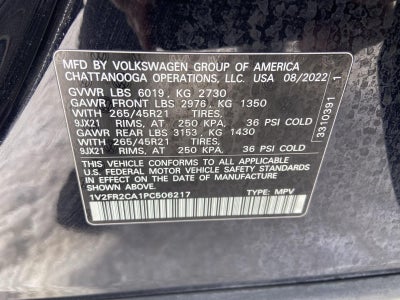 MFD BY VOLKSWAGEN GROUP OF AMERICA
CHATTANOOGA OPERATIONS, LLC. USA 08/2022
GVWR LBS 6019, KG 2730
GAWR FRONT LBS 2976, KG 1350
WITH 265/45R21 TIRES,
9JX21 RIMS, AT 250 KPA, 36 PSI COLD
GAWR REAR LBS 3153, KG 1430
WITH 265/45R21 TIRES,
9JX21 RIMS, AT 250 KPA, 36 PSI COLD
THIS VEHICLE CONFORMS TO ALL APPLICABLE
U.S. FEDERAL MOTOR VEHICLE SAFETY STANDARDS
IN EFFECT ON THE DATE OF MANUFACTURE
SHOWN ABOVE.
1V2FR2CA1PC506217 TYPE: MPV
3310391 1